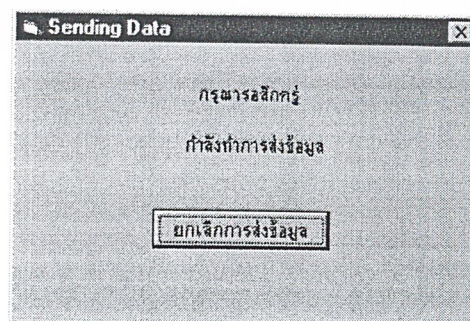 Sending Data
กรุณารอสักครู่
กำลังทำการส่งข้อมูล
ยกเลิกการส่งข้อมูล